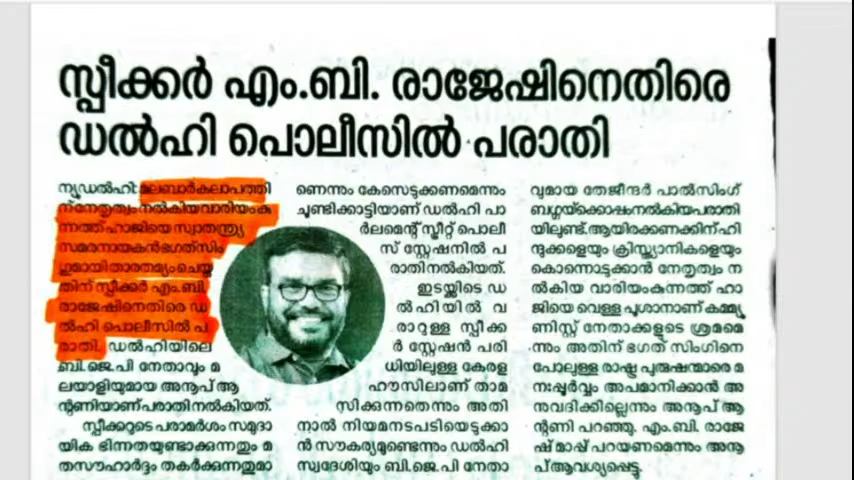 സ്പീക്കർ എം.ബി. രാജേഷിനെതിരെ
ഡൽഹി പൊലീസിൽ പരാതി
ന്യൂഡൽഹി: മലബാർ കലാപത്തി
ന് നേതൃത്വം നൽകിയ വാരിയംകു
ന്നത്ത് ഹാജിയെ സ്വാതന്ത്ര്യ
സമരനായകൻ ഭഗത് സിം
ഗുമായി താരതമ്യം ചെയ്ത
തിന് സ്പീക്കർ എം.ബി.
രാജേഷിനെതിരെ ഡ
ൽഹി പൊലീസിൽ പ
രാതി. ഡൽഹിയിലെ
ബി.ജെ.പി നേതാവും മ
ലയാളിയുമായ അനൂപ് ആ
ന്റണിയാണ് പരാതി നൽകിയത്.
സ്പീക്കറുടെ പരാമർശം സമുദാ
യിക ഭിന്നതയുണ്ടാക്കുന്നതും മ
തസൗഹാർദ്ദം തകർക്കുന്നതുമാ
ണെന്നും കേസെടുക്കണമെന്നും
ചൂണ്ടിക്കാട്ടിയാണ് ഡൽഹി പാ
ർലമെന്റ് സ്ട്രീറ്റ് പൊലീ
സ് സ്റ്റേഷനിൽ പ
രാതി നൽകിയത്.
ഇടയ്ക്കിടെ ഡ
ൽഹിയിൽ വ
രാറുള്ള സ്പീക്ക
ർ സ്റ്റേഷൻ പരി
ധിയിലുള്ള കേരള
ഹൗസിലാണ് താമ
സിക്കുന്നതെന്നും അതി
നാൽ നിയമനടപടിയെടുക്കാ
ൻ സൗകര്യമുണ്ടെന്നും ഡൽഹി
സ്വദേശിയും ബി.ജെ.പി നേതാ
വുമായ തേജീന്ദർ പാൽസിംഗ്
ബഗ്ഗയ്ക്കൊപ്പം നൽകിയ പരാതി
യിലുണ്ട്. ആയിരക്കണക്കിന് ഹി
ന്ദുക്കളെയും ക്രിസ്ത്യാനികളെയും
കൊന്നൊടുക്കാൻ നേതൃത്വം ന
ൽകിയ വാരിയംകുന്നത്ത് ഹാ
ജിയെ വെള്ള പൂശാനാണ് കമ്മ്യൂ
ണിസ്റ്റ് നേതാക്കളുടെ ശ്രമമെ
ന്നും അതിന് ഭഗത് സിംഗിനെ
പോലുള്ള രാഷ്ട്ര പുരുഷന്മാരെ മ
നഃപ്പൂർവ്വം അപമാനിക്കാൻ അ
നുവദിക്കില്ലെന്നും അനൂപ് ആ
ന്റണി പറഞ്ഞു. എം.ബി. രാജേ
ഷ് മാപ്പ് പറയണമെന്നും അനൂ
പ് ആവശ്യപ്പെട്ടു.